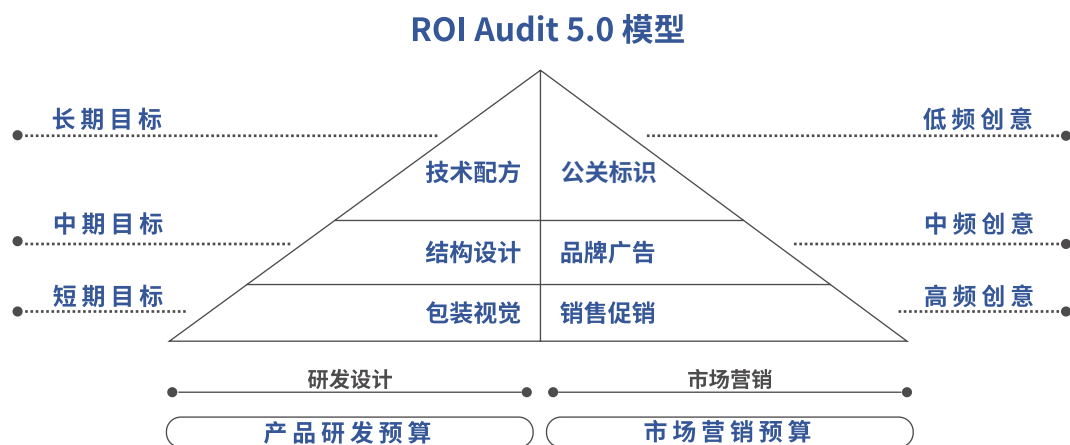 ROI Audit 5.0 模型
长期目标
低频创意
技术配方
公关标识
中期目标
中频创意
结构设计
品牌广告
短期目标
高频创意
包装视觉
销售促销
研发设计
市场营销
产品研发预算
市场营销预算